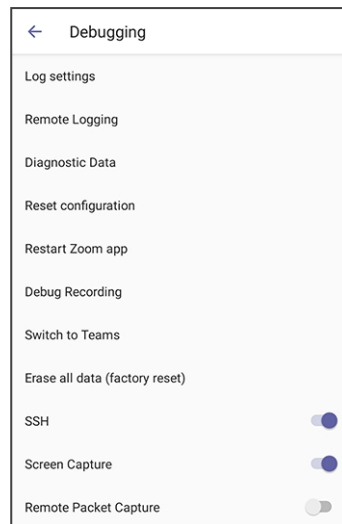 Debugging
Log settings
Remote Logging
Diagnostic Data
Reset configuration
Restart Zoom app
Debug Recording
Switch to Teams
Erase all data (factory reset)
SSH
Screen Capture
Remote Packet Capture